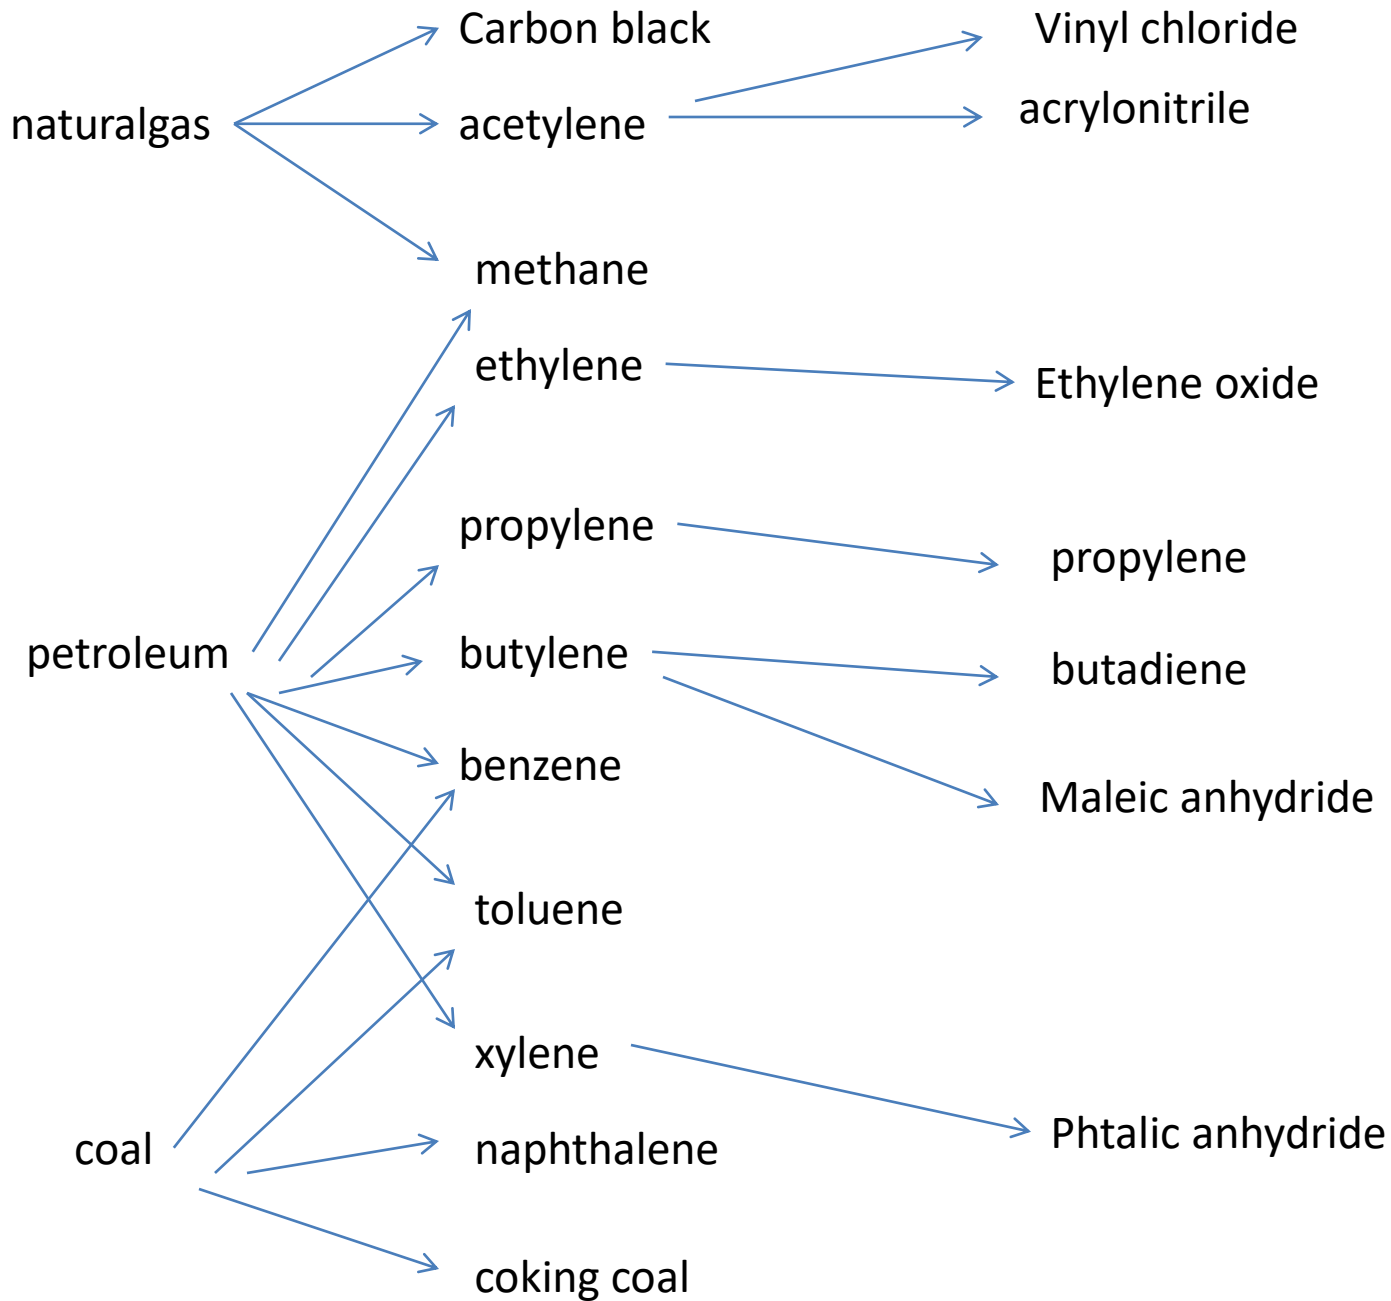 Carbon black
Vinyl chloride
naturalgas
acetylene
acrylonitrile
methane
ethylene
Ethylene oxide
propylene
propylene
petroleum
butylene
butadiene
benzene
Maleic anhydride
toluene
xylene
coal
naphthalene
Phtalic anhydride
coking coal